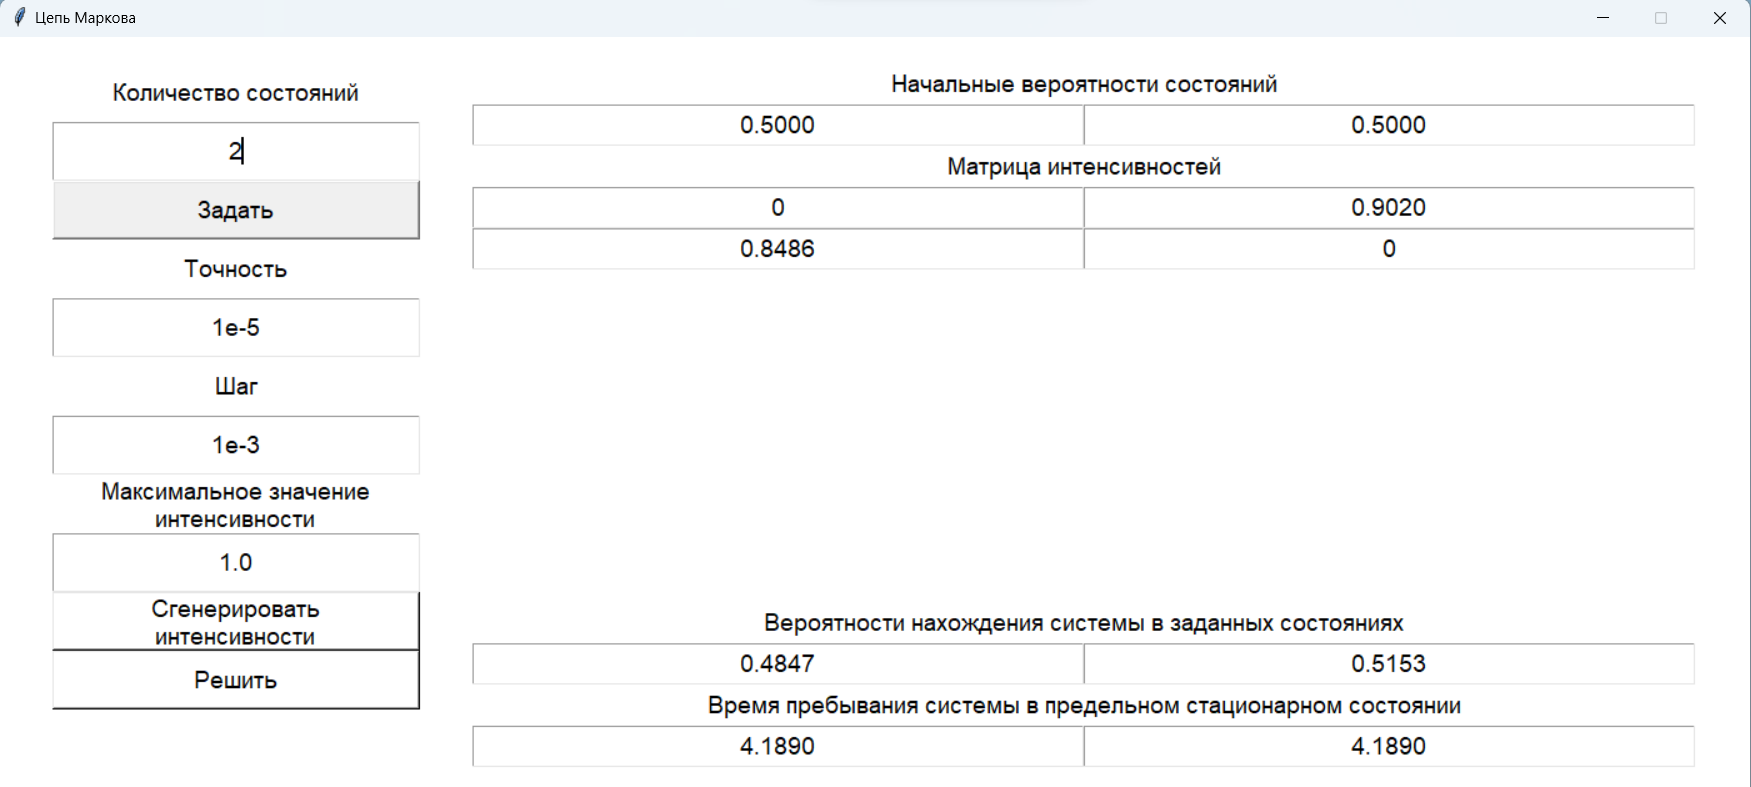 Цепь Маркова
Количество состояний
2
Задать
Точность
1e-5
Шаг
1e-3
Максимальное значение
интенсивности
1.0
Сгенерировать
интенсивности
Решить
Начальные вероятности состояний
0.5000 0.5000
Матрица интенсивностей
0 0.9020
0.8486 0
Вероятности нахождения системы в заданных состояниях
0.4847 0.5153
Время пребывания системы в предельном стационарном состоянии
4.1890 4.1890